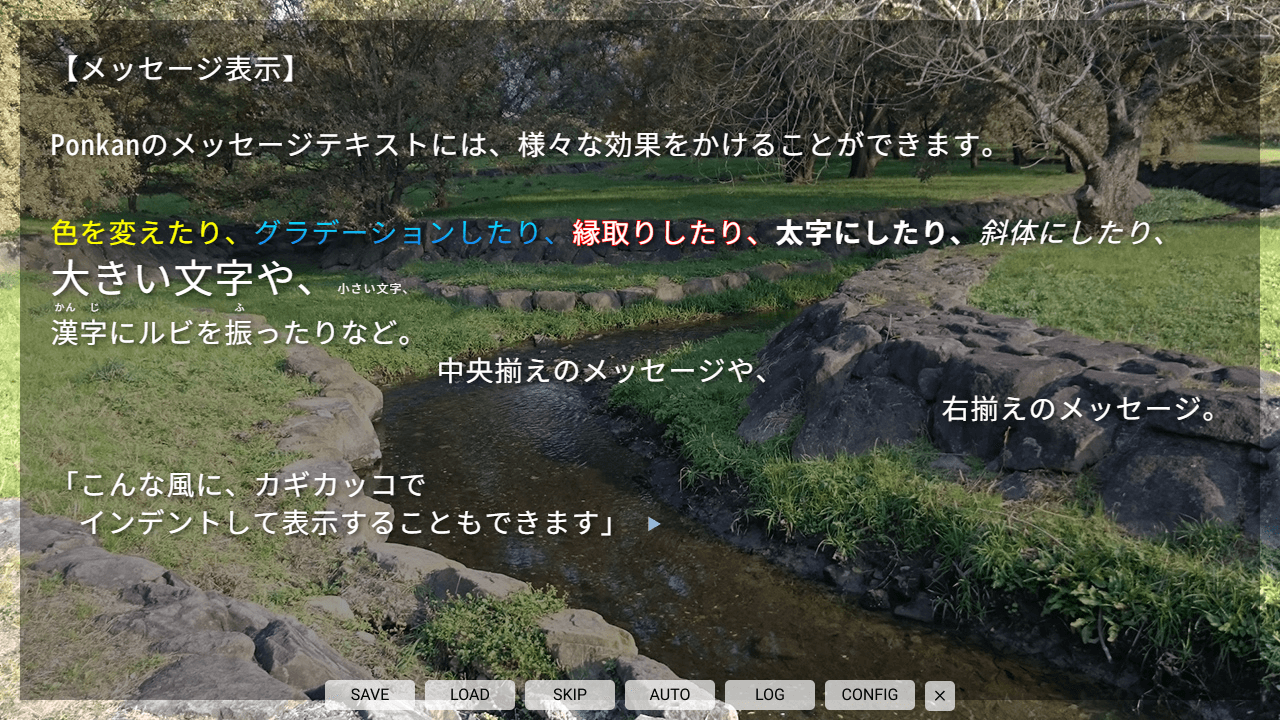 【メッセージ表示】
Ponkanのメッセージテキストには、様々な効果をかけることができます。
色を変えたり、グラデーションしたり、縁取りしたり、太字にしたり、斜体にしたり、
大きい文字や、小さい文字、
かん じ ふ
漢字にルビを振ったりなど。
中央揃えのメッセージや、
右揃えのメッセージ。
「こんな風に、カギカッコで
インデントして表示することもできます」
SAVE LOAD SKIP AUTO LOG CONFIG ×